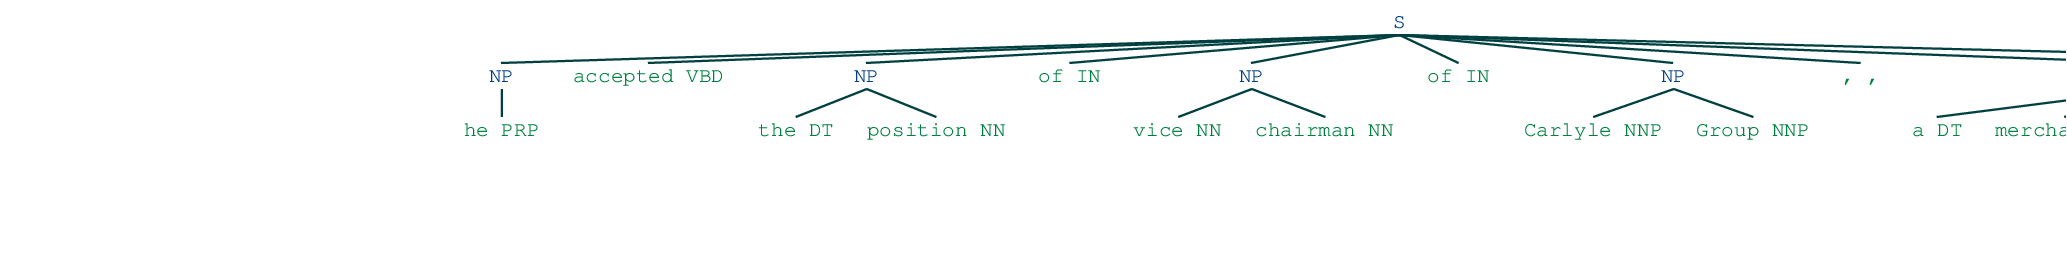 S
NP accepted VBD NP of IN NP of IN NP , ,
he PRP the DT position NN vice NN chairman NN Carlyle NNP Group NNP a DT mercha